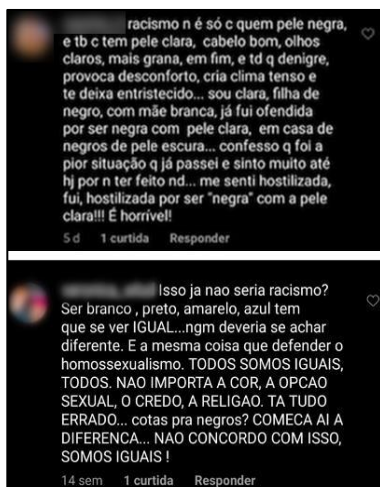 racismo n é só c quem pele negra,
e tb c tem pele clara, cabelo bom, olhos
claros, mais grana, em fim, e td q denigre,
provoca desconforto, cria clima tenso e
te deixa entristecido... sou clara, filha de
negro, com mãe branca, já fui ofendida
por ser negra com pele clara, em casa de
negros de pele escura... confesso q foi a
pior situação q já passei e sinto muito até
hj por n ter feito nd... me senti hostilizada,
fui, hostilizada por ser "negra" com a pele
clara!!! É horrível!
5 d 1 curtida Responder
Isso ja nao seria racismo?
Ser branco , preto, amarelo, azul tem
que se ver IGUAL...ngm deveria se achar
diferente. E a mesma coisa que defender o
homossexualismo. TODOS SOMOS IGUAIS,
TODOS. NAO IMPORTA A COR, A OPCAO
SEXUAL, O CREDO, A RELIGAO. TA TUDO
ERRADO... cotas pra negros? COMECA AI A
DIFERENCA... NAO CONCORDO COM ISSO,
SOMOS IGUAIS !
14 sem 1 curtida Responder